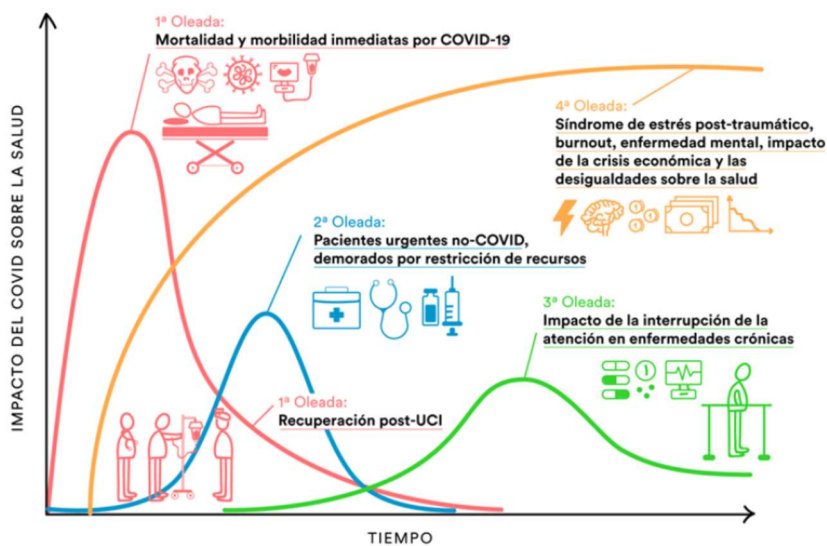 1ª Oleada:
Mortalidad y morbilidad inmediatas por COVID-19
4ª Oleada:
Síndrome de estrés post-traumático,
burnout, enfermedad mental, impacto
de la crisis económica y las
desigualdades sobre la salud
2ª Oleada:
Pacientes urgentes no-COVID,
demorados por restricción de recursos
3ª Oleada:
Impacto de la interrupción de la
atención en enfermedades crónicas
1ª Oleada:
Recuperación post-UCI
IMPACTO DEL COVID SOBRE LA SALUD
TIEMPO